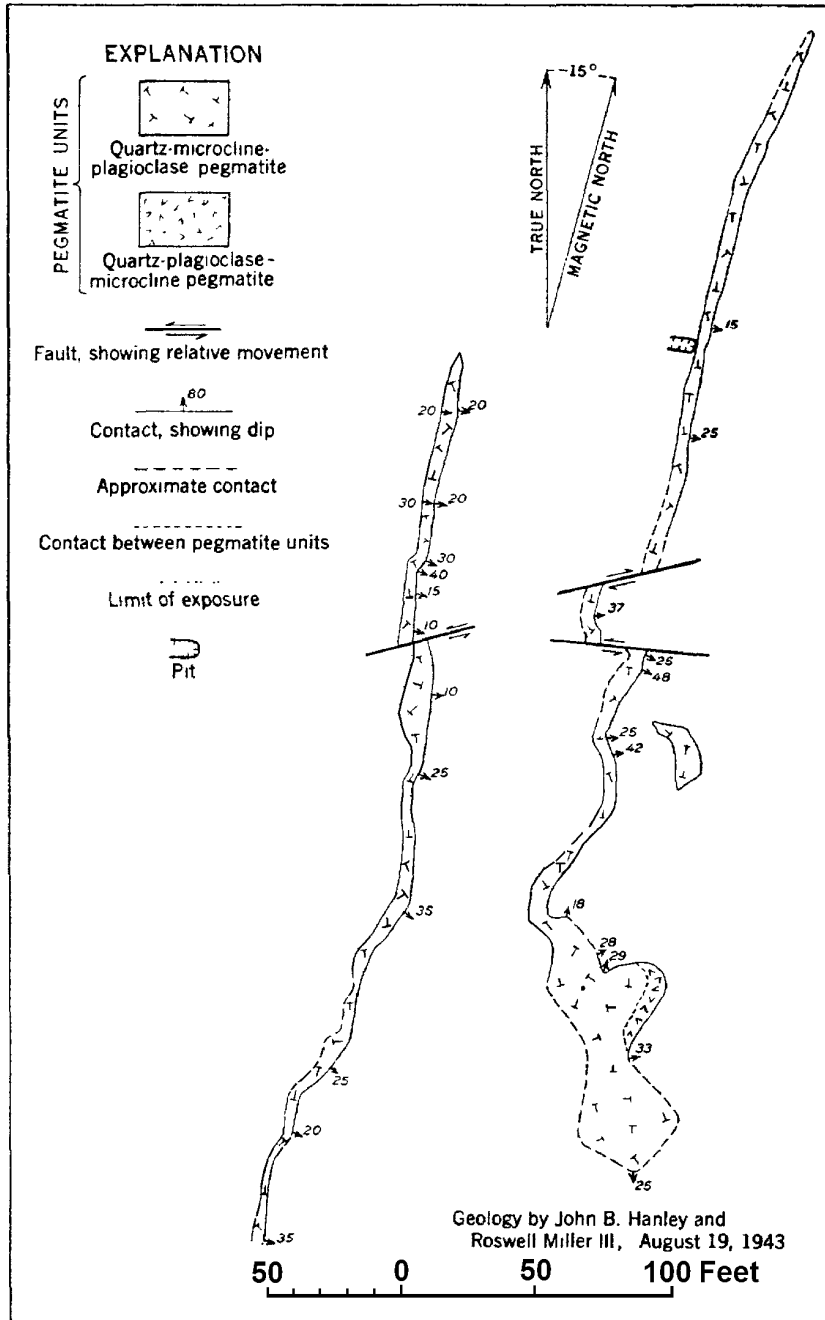 EXPLANATION
PEGMATITE UNITS
Quartz-microcline-
plagioclase pegmatite
Quartz-plagioclase-
microcline pegmatite
Fault, showing relative movement
80
Contact, showing dip
Approximate contact
Contact between pegmatite units
Limit of exposure
Pit
15°
TRUE NORTH
MAGNETIC NORTH
20 20
30 20
30
40
15
10
10
25
35
25
20
35
15
25
37
25
48
25
42
18
28
29
33
25
Geology by John B. Hanley and
Roswell Miller III, August 19, 1943
50 0 50 100 Feet